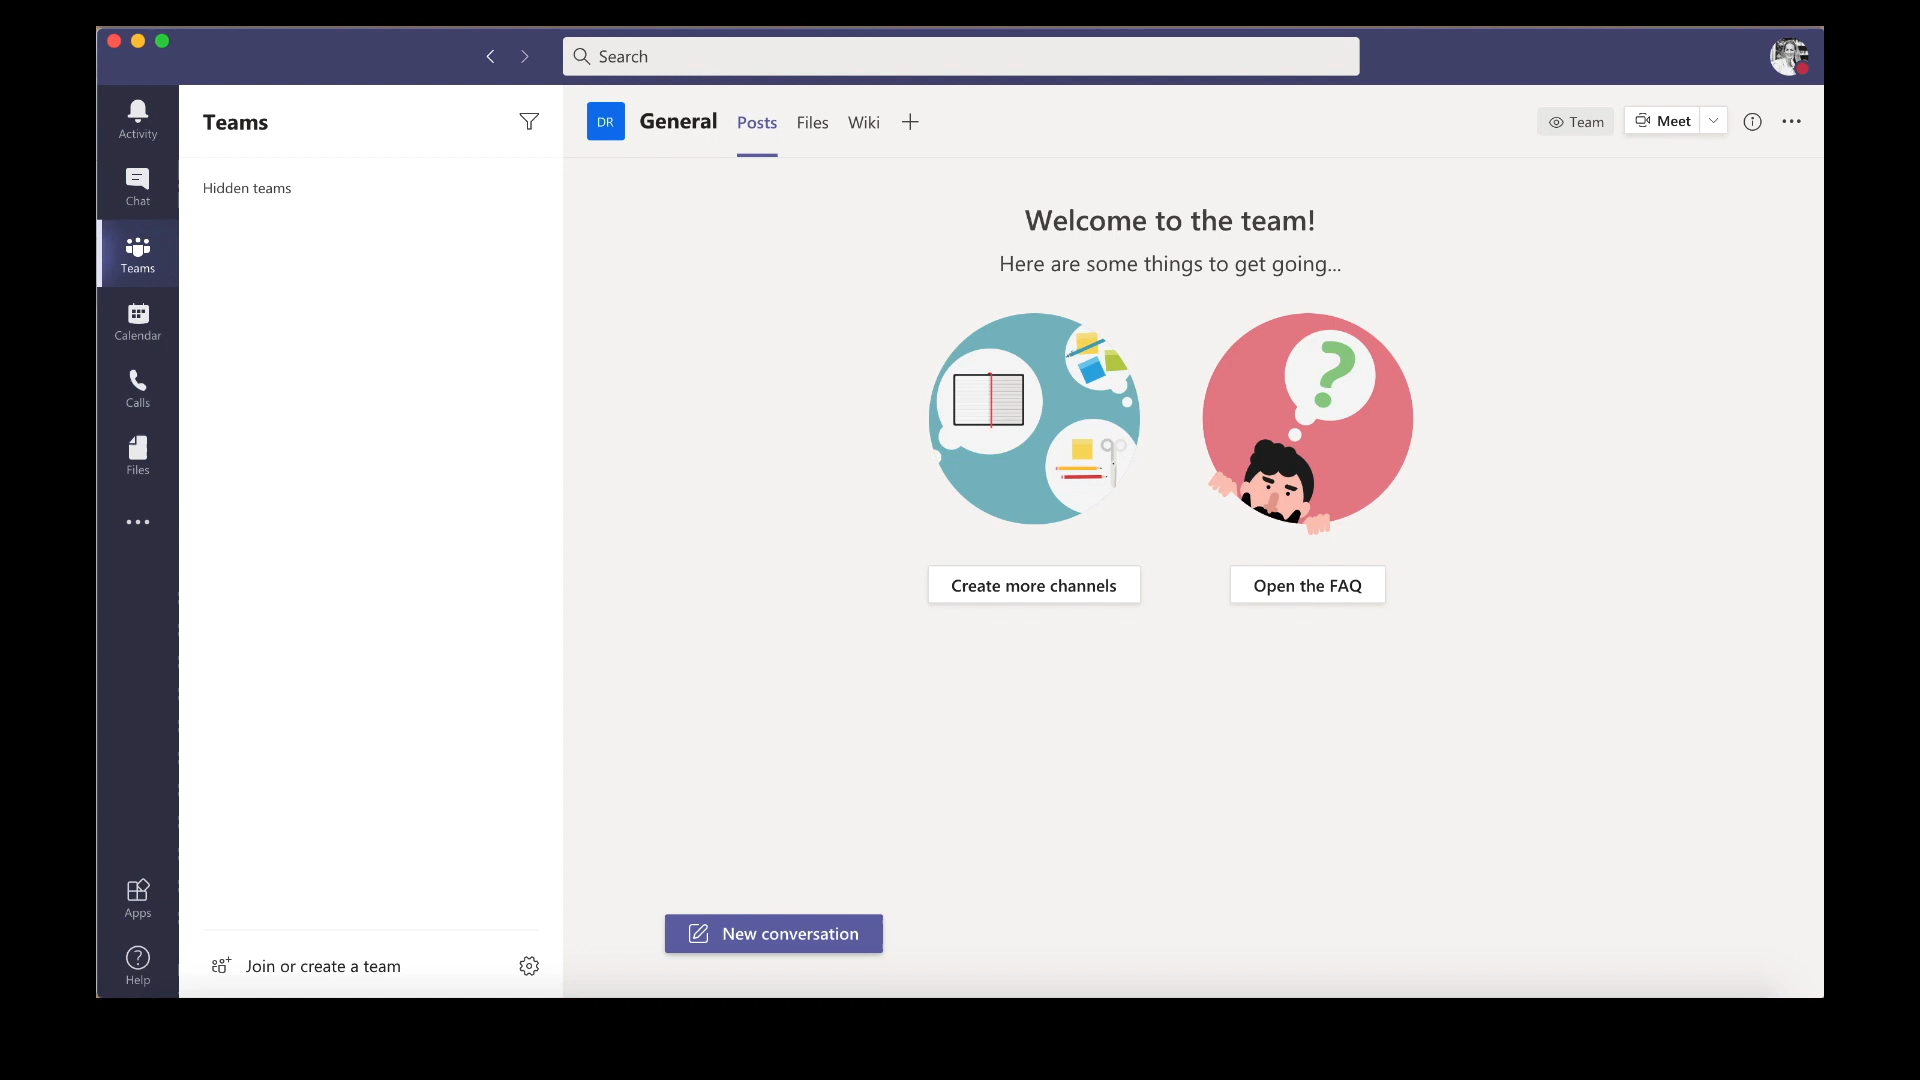 Search
Activity
Chat
Teams
Calendar
Calls
Files
Apps
Help
Teams
Hidden teams
Join or create a team
DR General Posts Files Wiki
Team Meet
Welcome to the team!
Here are some things to get going...
?
Create more channels
Open the FAQ
New conversation